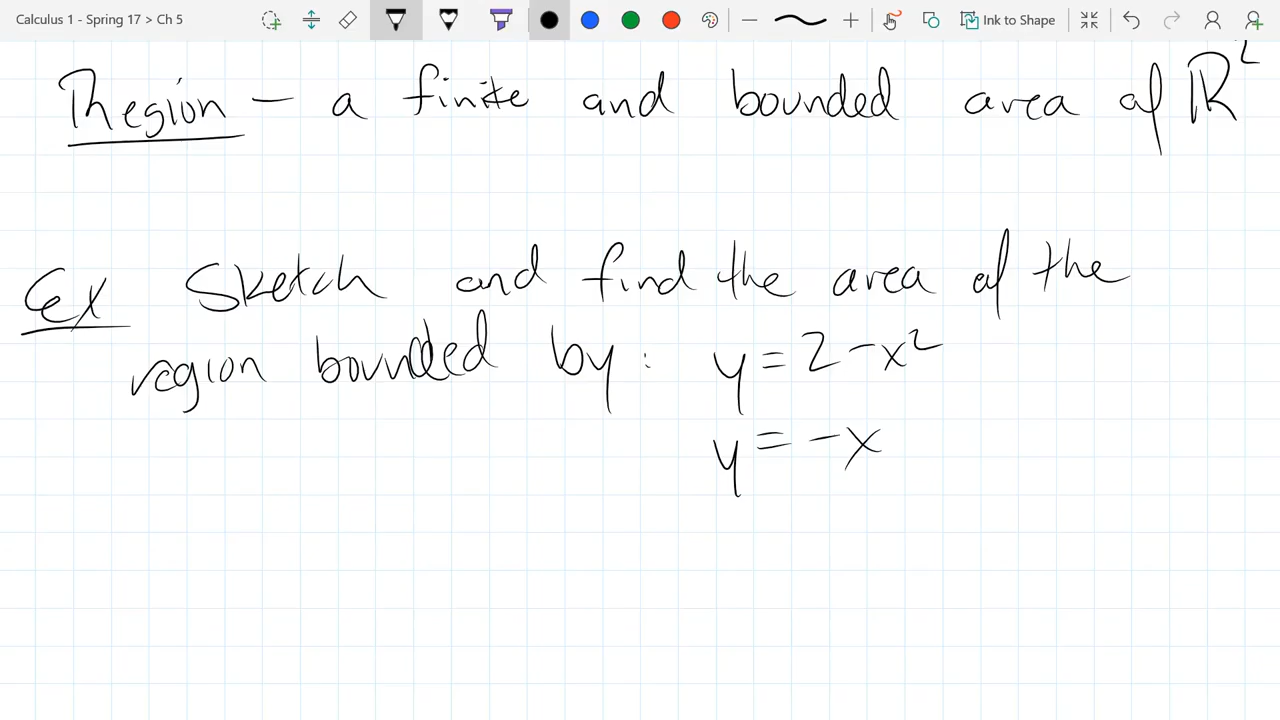 Calculus 1 - Spring 17 > Ch 5
Ink to Shape
Region — a finite and bounded area of ℝ²
Ex Sketch and find the area of the
region bounded by: y = 2 - x²
y = -x